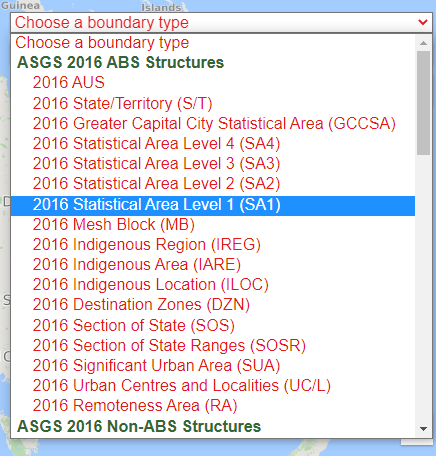 Guinea
Islands
Choose a boundary type
Choose a boundary type
ASGS 2016 ABS Structures
2016 AUS
2016 State/Territory (S/T)
2016 Greater Capital City Statistical Area (GCCSA)
2016 Statistical Area Level 4 (SA4)
2016 Statistical Area Level 3 (SA3)
2016 Statistical Area Level 2 (SA2)
2016 Statistical Area Level 1 (SA1)
2016 Mesh Block (MB)
2016 Indigenous Region (IREG)
2016 Indigenous Area (IARE)
2016 Indigenous Location (ILOC)
2016 Destination Zones (DZN)
2016 Section of State (SOS)
2016 Section of State Ranges (SOSR)
2016 Significant Urban Area (SUA)
2016 Urban Centres and Localities (UC/L)
2016 Remoteness Area (RA)
ASGS 2016 Non-ABS Structures